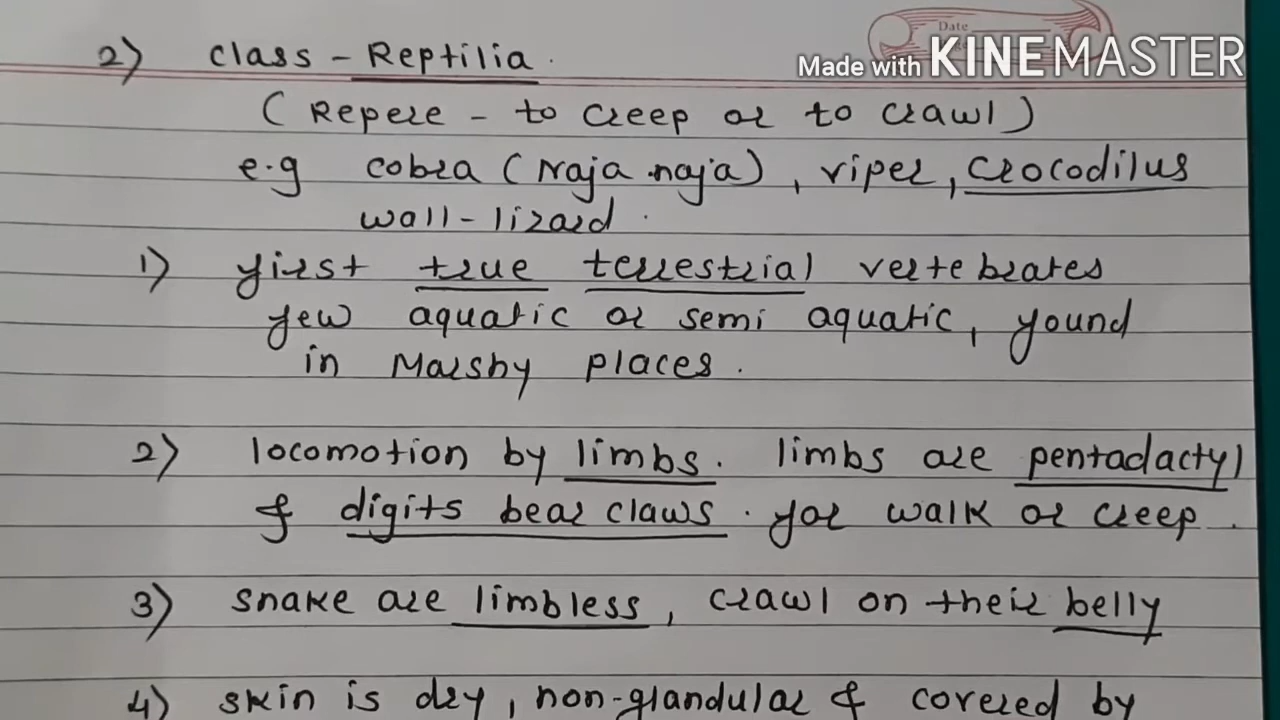 Date
Made with KINEMASTER
2) class - Reptilia.
(Repere - to creep or to crawl)
e.g cobra (Naja naja), viper, crocodilus
wall-lizard.
1) first true terrestrial vertebrates
few aquatic or semi aquatic, found
in Marshy places.
2) locomotion by limbs. limbs are pentadactyl
& digits bear claws. for walk or creep.
3) snake are limbless, crawl on their belly
4) skin is dry, non-glandular & covered by